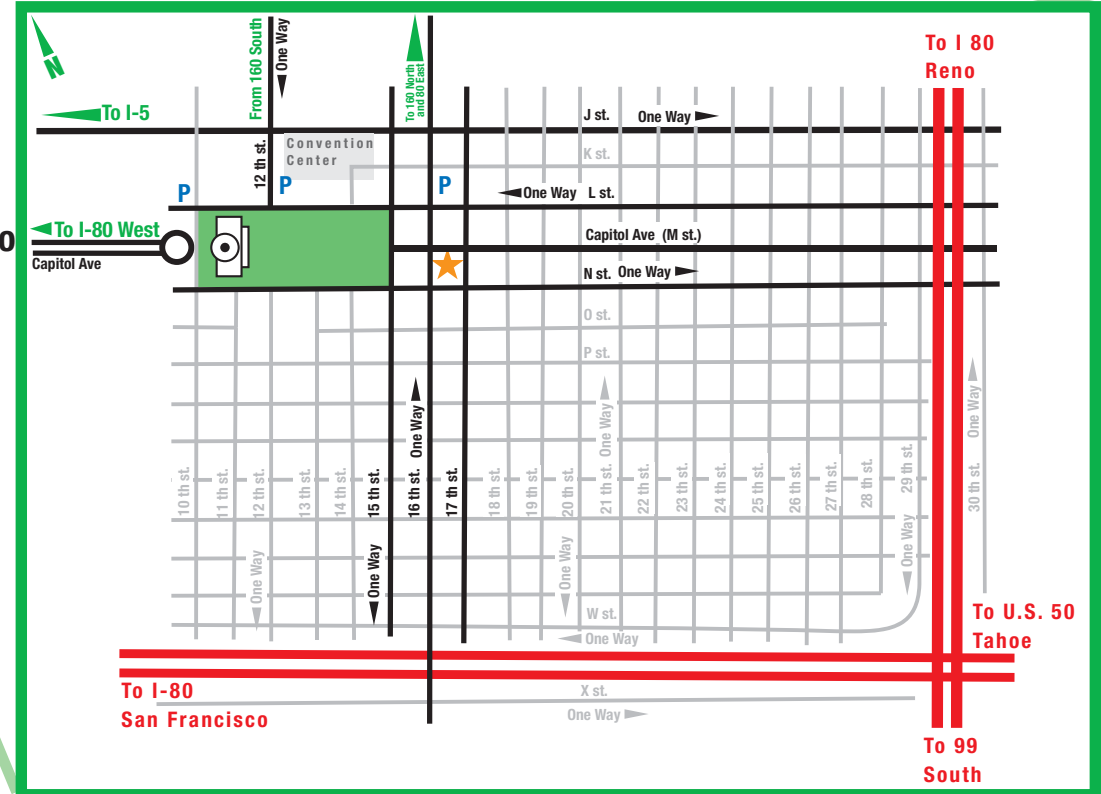 N
To I-5
From 160 South
One Way
12 th st.
Convention
Center
To 160 North
and 80 East
To I 80
Reno
J st. One Way
K st.
P
P
P
One Way L st.
0
To I-80 West
Capitol Ave
Capitol Ave (M st.)
N st. One Way
O st.
P st.
One Way
One Way
One Way
10 th st.
11 th st.
12 th st.
13 th st.
14 th st.
15 th st.
16 th st.
17 th st.
18 th st.
19 th st.
20 th st.
21 th st.
22 th st.
23 th st.
24 th st.
25 th st.
26 th st.
27 th st.
28 th st.
29 th st.
30 th st.
One Way
One Way
One Way
One Way
W st.
One Way
To U.S. 50
Tahoe
To I-80
San Francisco
X st.
One Way
To 99
South